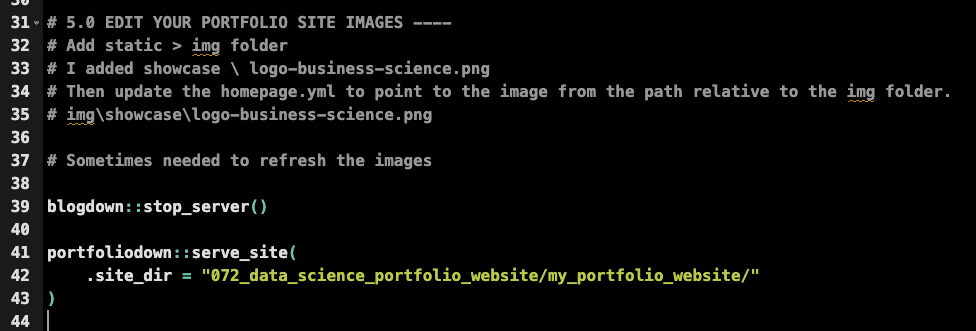 31 # 5.0 EDIT YOUR PORTFOLIO SITE IMAGES ----
32 # Add static > img folder
33 # I added showcase \ logo-business-science.png
34 # Then update the homepage.yml to point to the image from the path relative to the img folder.
35 # img\showcase\logo-business-science.png
36
37 # Sometimes needed to refresh the images
38
39 blogdown::stop_server()
40
41 portfoliodown::serve_site(
42     .site_dir = "072_data_science_portfolio_website/my_portfolio_website/"
43 )
44